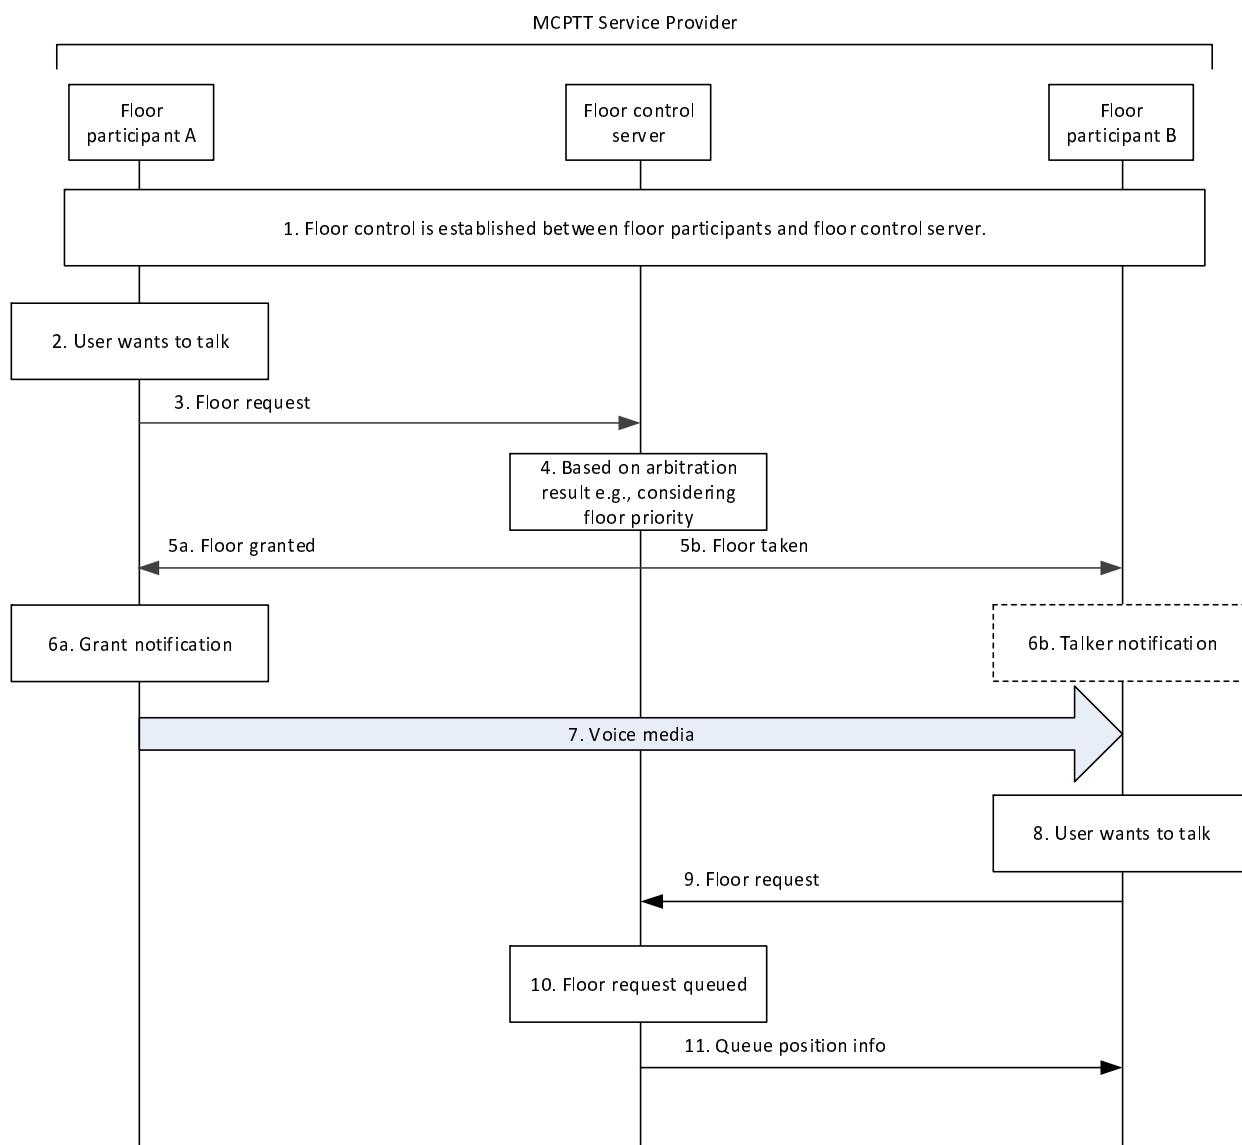 MCPTT Service Provider
Floor
participant A
Floor control
server
Floor
participant B
1. Floor control is established between floor participants and floor control server.
2. User wants to talk
3. Floor request
4. Based on arbitration
result e.g., considering
floor priority
5a. Floor granted
5b. Floor taken
6a. Grant notification
6b. Talker notification
7. Voice media
8. User wants to talk
9. Floor request
10. Floor request queued
11. Queue position info